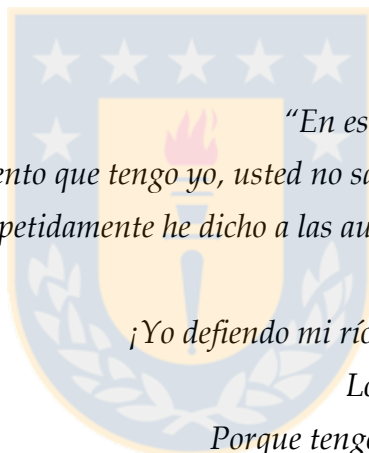 “En es
ento que tengo yo, usted no sa
petidamente he dicho a las au
¡Yo defiendo mi río
Lo
Porque teng